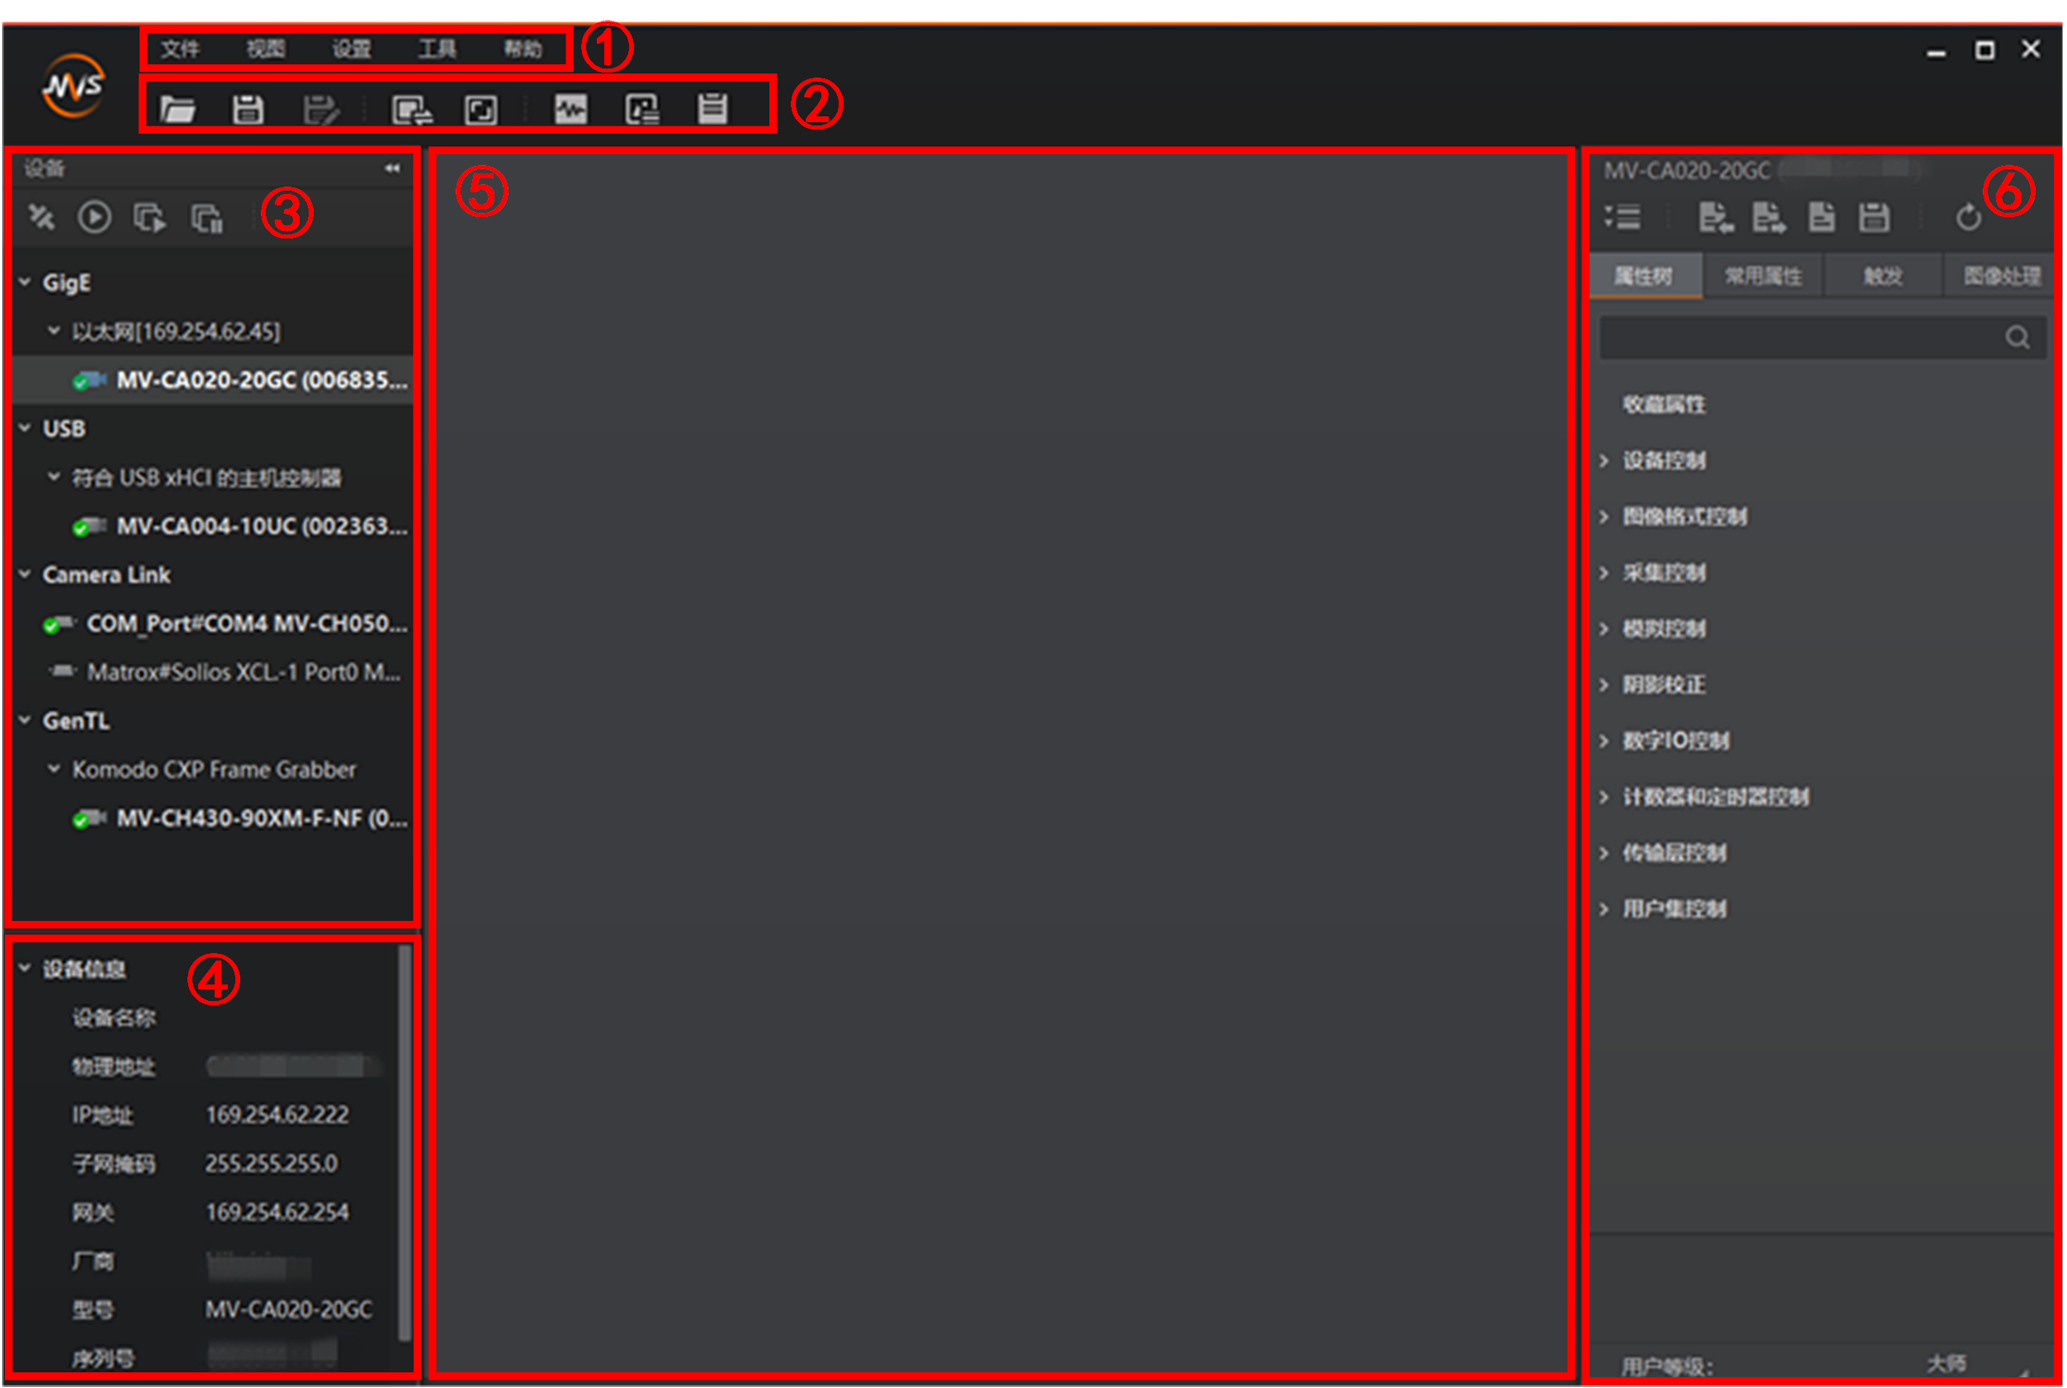 MVS
文件 视图 设置 工具 帮助 ①
②
设备
③
GigE
以太网[169.254.62.45]
MV-CA020-20GC (006835...
USB
符合 USB xHCI 的主机控制器
MV-CA004-10UC (002363...
Camera Link
COM_Port#COM4 MV-CH050...
Matrox#Solios XCL-1 Port0 M...
GenTL
Komodo CXP Frame Grabber
MV-CH430-90XM-F-NF (0...
设备信息 ④
设备名称
物理地址
IP地址 169.254.62.222
子网掩码 255.255.255.0
网关 169.254.62.254
厂商
型号 MV-CA020-20GC
序列号
⑤
MV-CA020-20GC (
⑥
属性树 常用属性 触发 图像处理
收藏属性
设备控制
图像格式控制
采集控制
模拟控制
阴影校正
数字IO控制
计数器和定时器控制
传输层控制
用户集控制
用户等级: 大师